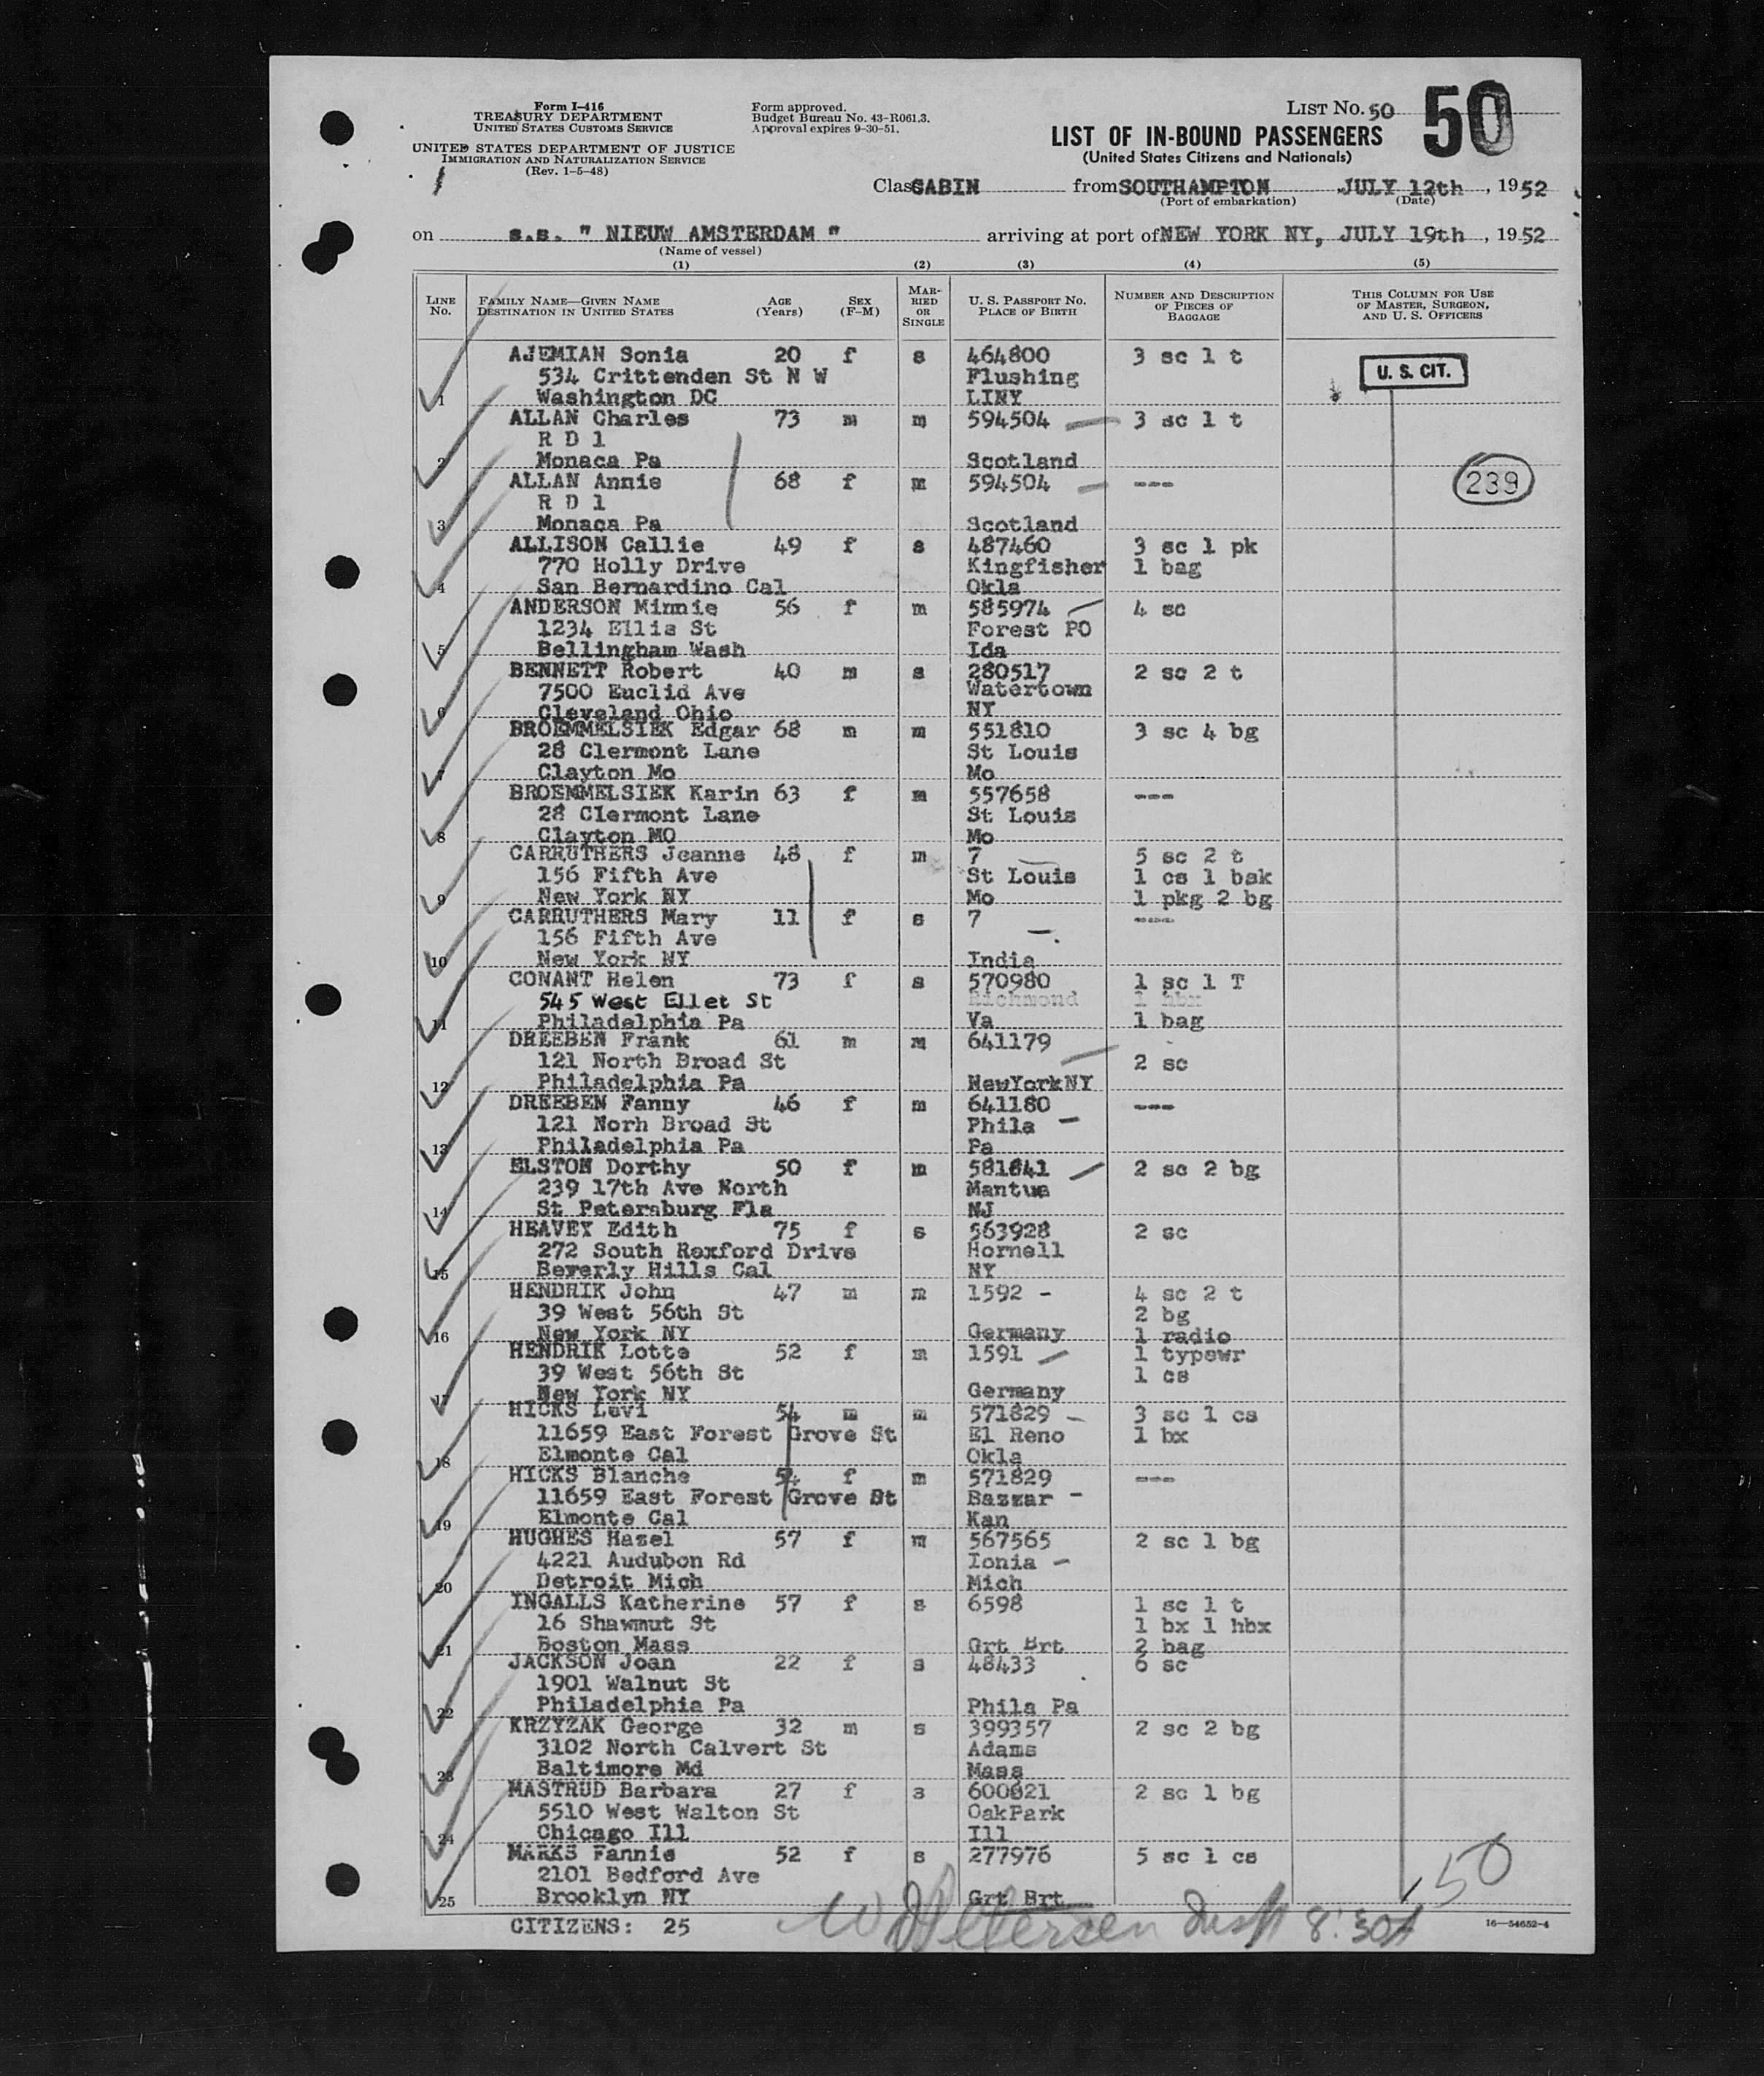 Form I-416
TREASURY DEPARTMENT
UNITED STATES CUSTOMS SERVICE
UNITED STATES DEPARTMENT OF JUSTICE
IMMIGRATION AND NATURALIZATION SERVICE
(Rev. 1-5-48)
Form approved.
Budget Bureau No. 43-R061.3.
Approval expires 9-30-51.
LIST No. 50
50
LIST OF IN-BOUND PASSENGERS
(United States Citizens and Nationals)
Class CABIN from SOUTHAMPTON JULY 12th, 1952
(Port of embarkation) (Date)
on s.s. " NIEUW AMSTERDAM " arriving at port of NEW YORK NY, JULY 19th, 1952
(Name of vessel)
(1) (2) (3) (4) (5)
LINE No. FAMILY NAME—GIVEN NAME DESTINATION IN UNITED STATES AGE (Years) SEX (F-M) MARRIED OR SINGLE U. S. PASSPORT NO. PLACE OF BIRTH NUMBER AND DESCRIPTION OF PIECES OF BAGGAGE THIS COLUMN FOR USE OF MASTER, SURGEON, AND U. S. OFFICERS
AJEMIAN Sonia 20 f s 464800 3 sc 1 t
534 Crittenden St N W Flushing U. S. CIT.
1 Washington DC LINY
ALLAN Charles 73 m m 594504 3 sc 1 t
R D 1
2 Monaca Pa Scotland
ALLAN Annie 68 f m 594504 --- 239
R D 1
3 Monaca Pa Scotland
ALLISON Callie 49 f s 487460 3 sc 1 pk
770 Holly Drive Kingfisher 1 bag
4 San Bernardino Cal Okla
ANDERSON Minnie 56 f m 585974 4 sc
1234 Ellis St Forest PO
5 Bellingham Wash Ida
BENNETT Robert 40 m s 280517 2 sc 2 t
7500 Euclid Ave Watertown
6 Cleveland Ohio NY
BROEMMELSIEK Edgar 68 m m 551810 3 sc 4 bg
28 Clermont Lane St Louis
7 Clayton Mo Mo
BROEMMELSIEK Karin 63 f m 557658 ---
28 Clermont Lane St Louis
8 Clayton MO Mo
CARRUTHERS Jeanne 48 f m 7 5 sc 2 t
156 Fifth Ave St Louis 1 cs 1 bak
9 New York NY Mo 1 pkg 2 bg
CARRUTHERS Mary 11 f s 7 ---
156 Fifth Ave
10 New York NY India
CONANT Helen 73 f s 570980 1 sc 1 T
545 West Ellet St Richmond 1 hbx
11 Philadelphia Pa Va 1 bag
DREEBEN Frank 61 m m 641179
121 North Broad St 2 sc
12 Philadelphia Pa NewYorkNY
DREEBEN Fanny 46 f m 641180 ---
121 Norh Broad St Phila
13 Philadelphia Pa Pa
ELSTON Dorthy 50 f m 581841 2 sc 2 bg
239 17th Ave North Mantua
14 St Petersburg Fla NJ
HEAVEY Edith 75 f s 563928 2 sc
272 South Rexford Drive Hornell
15 Beverly Hills Cal NY
HENDRIK John 47 m m 1592 - 4 sc 2 t
39 West 56th St 2 bg
16 New York NY Germany 1 radio
HENDRIK Lotte 52 f m 1591 1 typewr
39 West 56th St 1 cs
17 New York NY Germany
HICKS Levi 54 m m 571829 3 sc 1 cs
11659 East Forest Grove St El Reno 1 bx
18 Elmonte Cal Okla
HICKS Blanche 54 f m 571829 ---
11659 East Forest Grove St Bazzar
19 Elmonte Cal Kan
HUGHES Hazel 57 f m 567565 2 sc 1 bg
4221 Audubon Rd Ionia
20 Detroit Mich Mich
INGALLS Katherine 57 f s 6598 1 sc 1 t
16 Shawmut St 1 bx 1 hbx
21 Boston Mass Grt Brt 2 bag
JACKSON Joan 22 f s 48433 6 sc
1901 Walnut St
22 Philadelphia Pa Phila Pa
KRZYZAK George 32 m s 399357 2 sc 2 bg
3102 North Calvert St Adams
23 Baltimore Md Mass
MASTRUD Barbara 27 f s 600821 2 sc 1 bg
5510 West Walton St OakPark
24 Chicago Ill Ill
MARKS Fannie 52 f s 277976 5 sc 1 cs
2101 Bedford Ave
25 Brooklyn NY Grt Brt 50
CITIZENS: 25 Petersen Insp 8:30A 16—54652-4